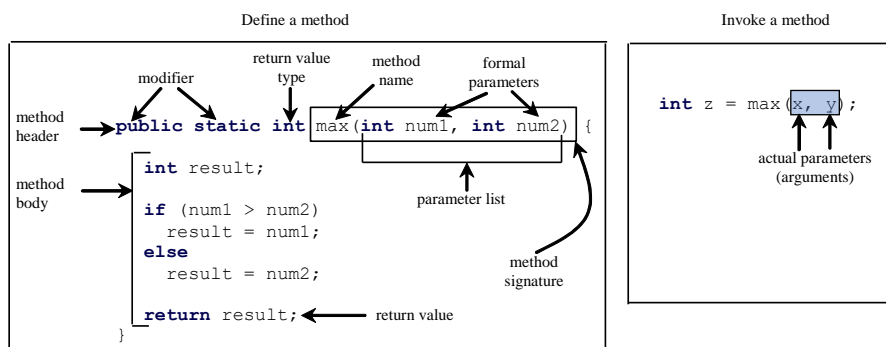 Define a method
Invoke a method
return value
type
method
name
formal
parameters
modifier
method
header
public static int max(int num1, int num2) {
int z = max(x, y);
actual parameters
(arguments)
method
body
int result;
parameter list
if (num1 > num2)
result = num1;
else
result = num2;
method
signature
return result;
return value
}